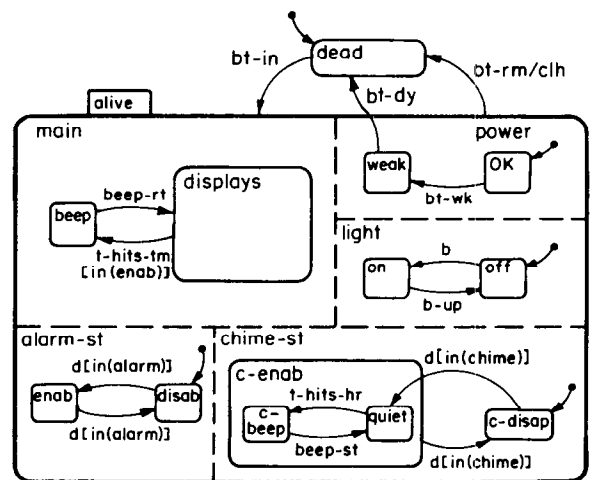 dead
bt-in
bt-rm/clh
bt-dy
alive
main
power
displays
weak
OK
bt-wk
beep
beep-rt
t-hits-tm
[in(enab)]
light
on
off
b
b-up
alarm-st
d[in(alarm)]
enab
disab
d[in(alarm)]
chime-st
c-enab
d[in(chime)]
t-hits-hr
c-
beep
quiet
beep-st
c-disap
d[in(chime)]